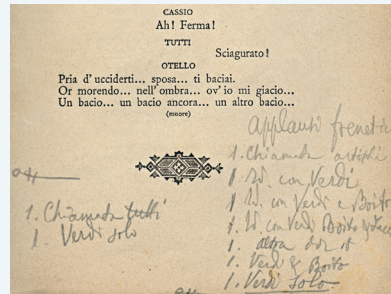 CASSIO
Ah! Ferma!
TUTTI
Sciagurato!
OTELLO
Pria d' ucciderti... sposa... ti baciai.
Or morendo... nell'ombra... ov'io mi giacio...
Un bacio... un bacio ancora... un altro bacio...
(muore)
applausi frenetici
1. Chiamata artisti
1. Id. con Verdi
1. Id. con Verdi e Boito
1. Id. con Verdi Boito e
1. altra
1. Verdi e Boito
1. Verdi solo
1. Chiamata tutti
1. Verdi solo